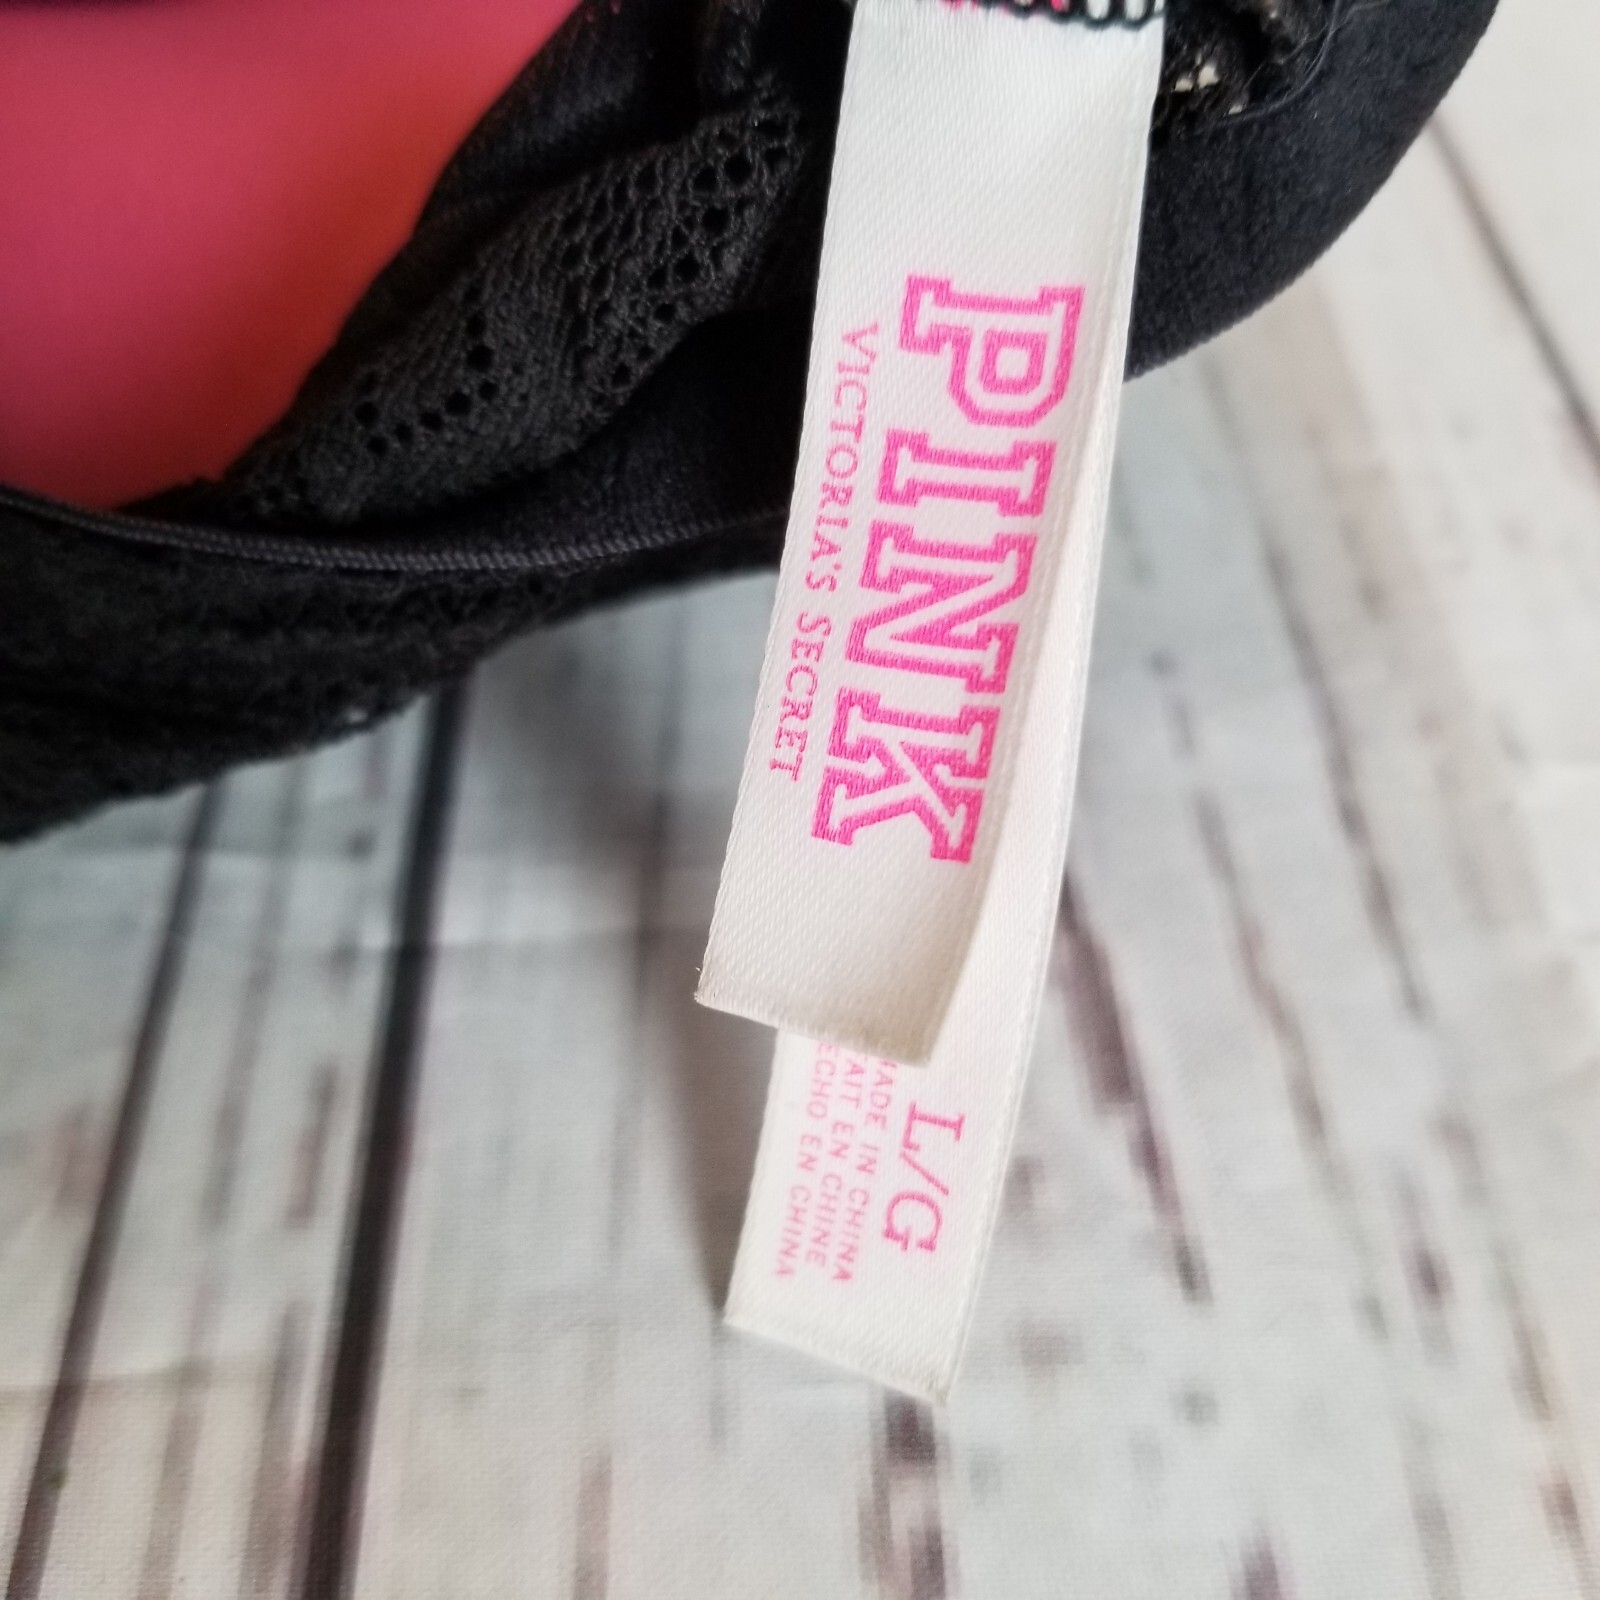 PINK
VICTORIA'S SECRET
L/G
MADE IN CHINA
FAIT EN CHINE
HECHO EN CHINA